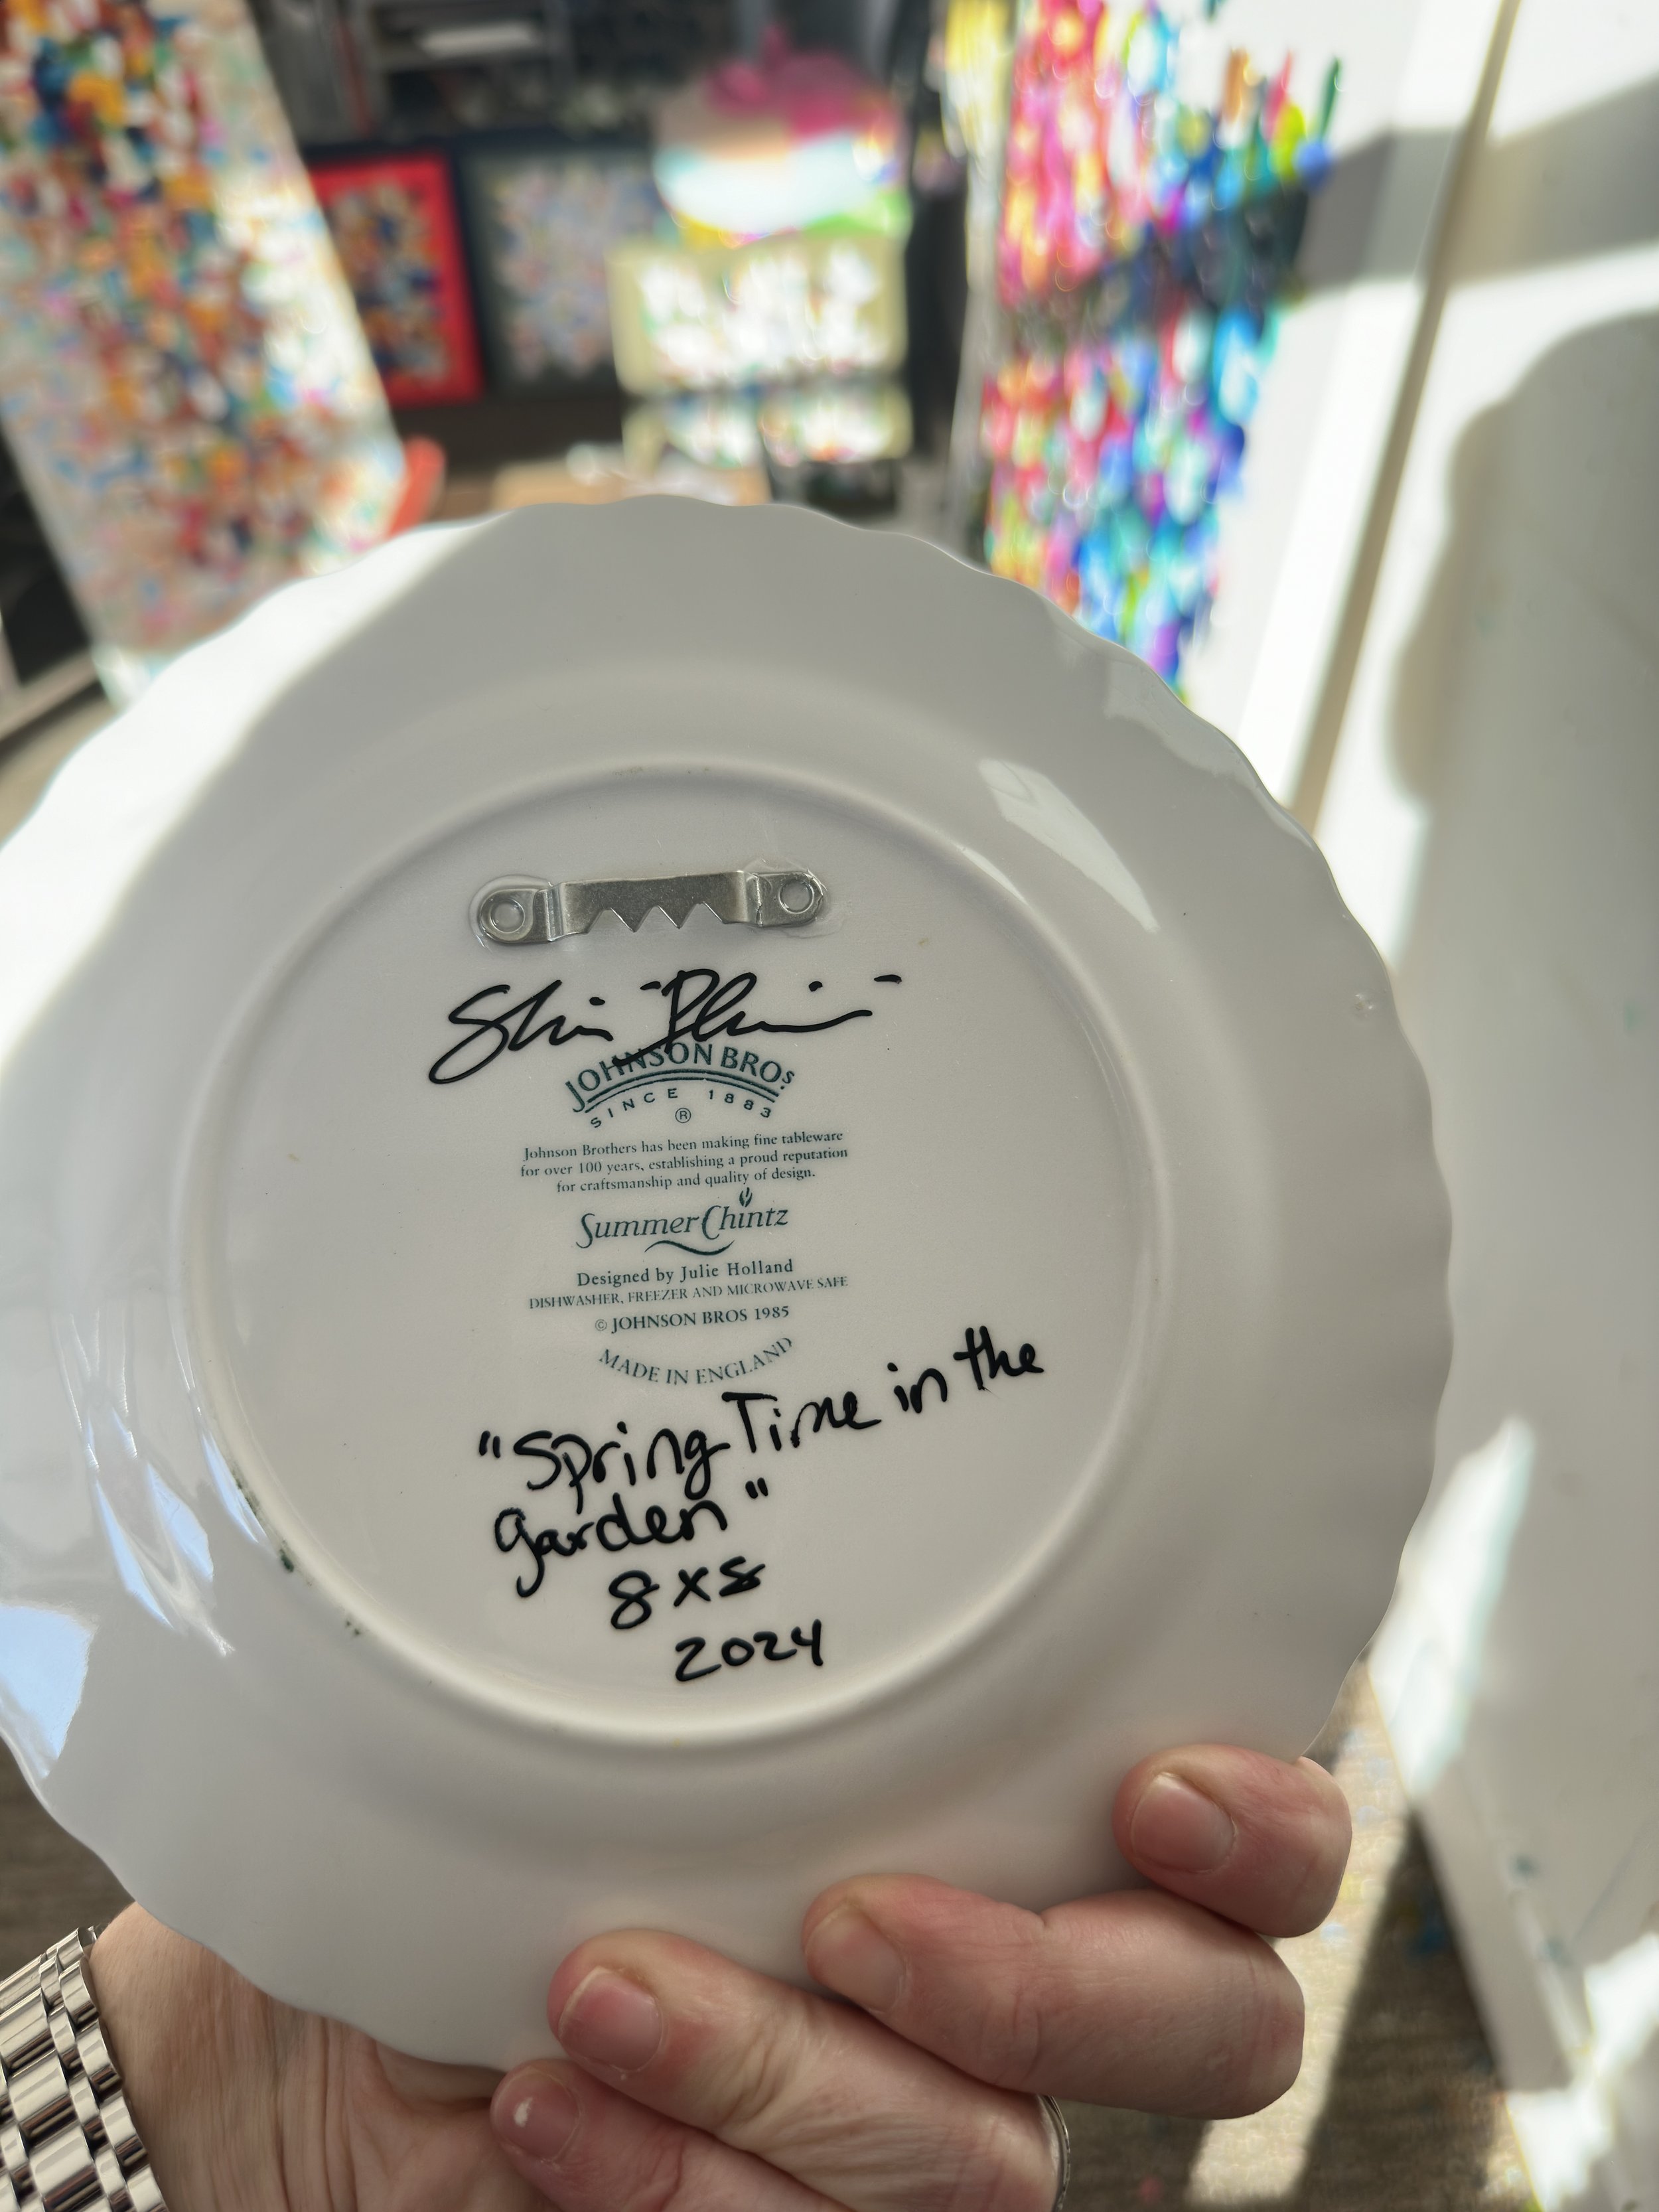 JOHNSON BROS
SINCE 1883
®
Johnson Brothers has been making fine tableware
for over 100 years, establishing a proud reputation
for craftsmanship and quality of design.
Summer Chintz
Designed by Julie Holland
DISHWASHER, FREEZER AND MICROWAVE SAFE
© JOHNSON BROS 1985
MADE IN ENGLAND
"Spring Time in the
garden"
8 x 8
2024